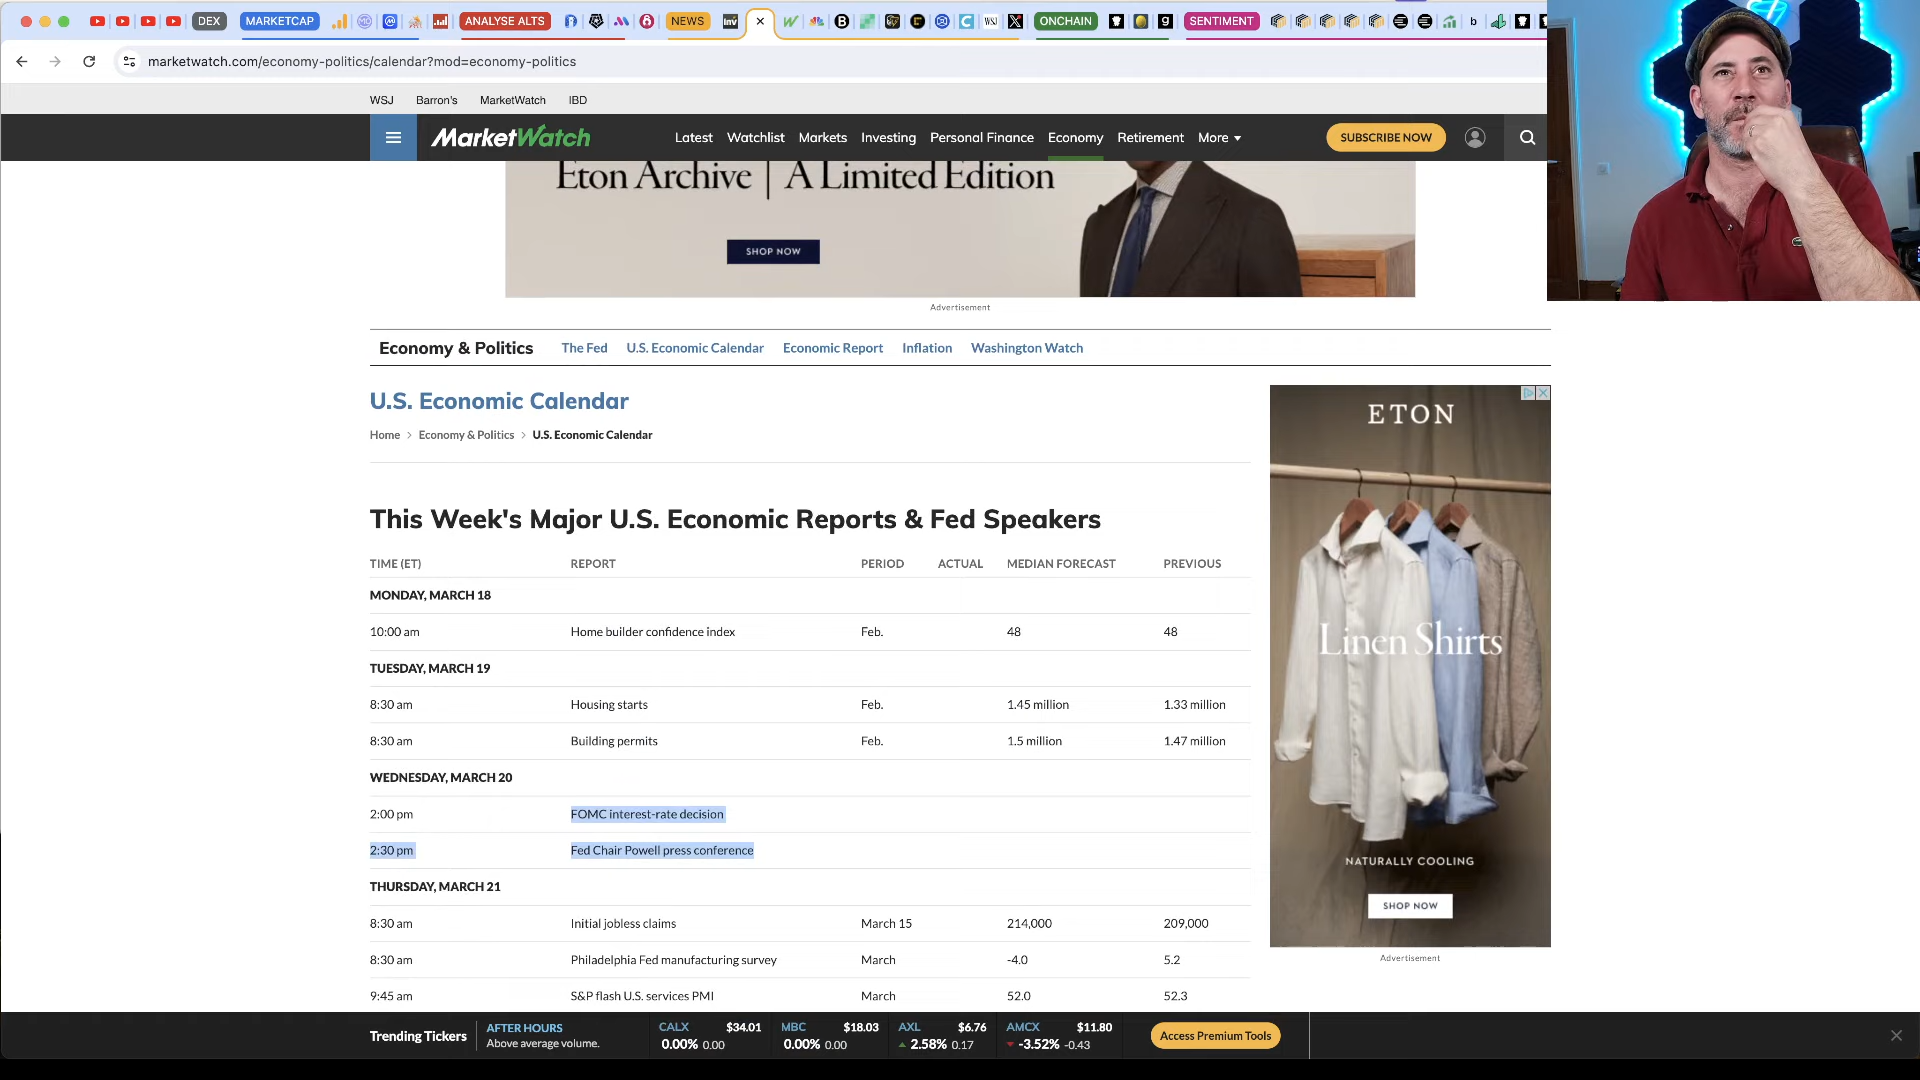 DEX
MARKETCAP
ANALYSE ALTS
NEWS
Inv
WSJ
ONCHAIN
SENTIMENT
marketwatch.com/economy-politics/calendar?mod=economy-politics
WSJ Barron's MarketWatch IBD
MarketWatch
Latest Watchlist Markets Investing Personal Finance Economy Retirement More
SUBSCRIBE NOW
Eton Archive | A Limited Edition
SHOP NOW
Advertisement
Economy & Politics The Fed U.S. Economic Calendar Economic Report Inflation Washington Watch
U.S. Economic Calendar
Home > Economy & Politics > U.S. Economic Calendar
This Week's Major U.S. Economic Reports & Fed Speakers
TIME (ET) REPORT PERIOD ACTUAL MEDIAN FORECAST PREVIOUS
MONDAY, MARCH 18
10:00 am Home builder confidence index Feb. 48 48
TUESDAY, MARCH 19
8:30 am Housing starts Feb. 1.45 million 1.33 million
8:30 am Building permits Feb. 1.5 million 1.47 million
WEDNESDAY, MARCH 20
2:00 pm FOMC interest-rate decision
2:30 pm Fed Chair Powell press conference
THURSDAY, MARCH 21
8:30 am Initial jobless claims March 15 214,000 209,000
8:30 am Philadelphia Fed manufacturing survey March -4.0 5.2
9:45 am S&P flash U.S. services PMI March 52.0 52.3
ETON
Linen Shirts
NATURALLY COOLING
SHOP NOW
Advertisement
Trending Tickers
AFTER HOURS
Above average volume.
CALX $34.01
0.00% 0.00
MBC $18.03
0.00% 0.00
AXL $6.76
2.58% 0.17
AMCX $11.80
-3.52% -0.43
Access Premium Tools